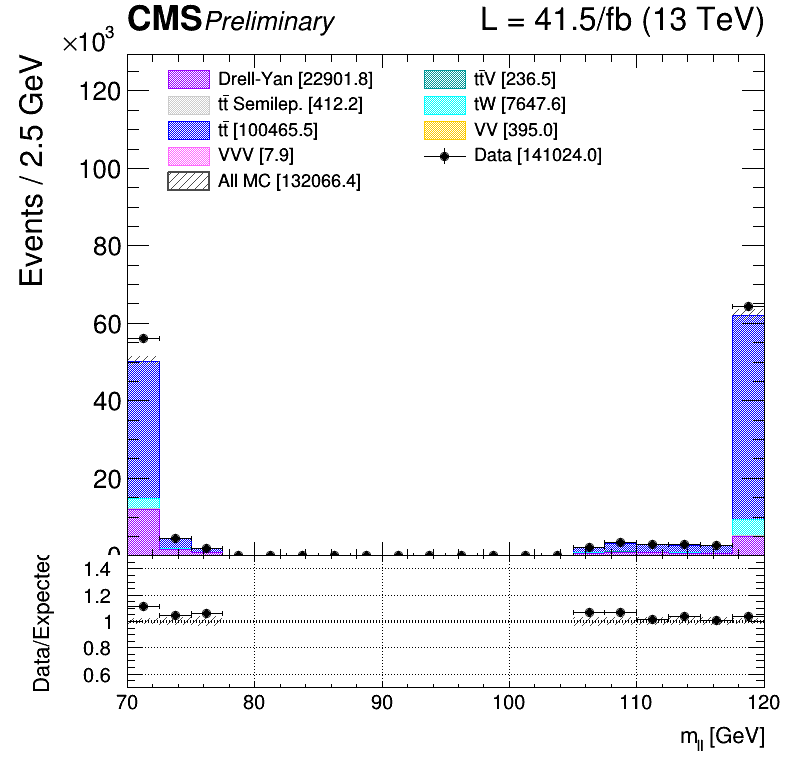 CMS Preliminary L = 41.5/fb (13 TeV)
×10³
Events / 2.5 GeV
120
100
80
60
40
20
0
Drell-Yan [22901.8]
tt̄ Semilep. [412.2]
tt̄ [100465.5]
VVV [7.9]
All MC [132066.4]
tt̄V [236.5]
tW [7647.6]
VV [395.0]
Data [141024.0]
Data/Expected
1.4
1.2
1
0.8
0.6
70 80 90 100 110 120
m_ll [GeV]